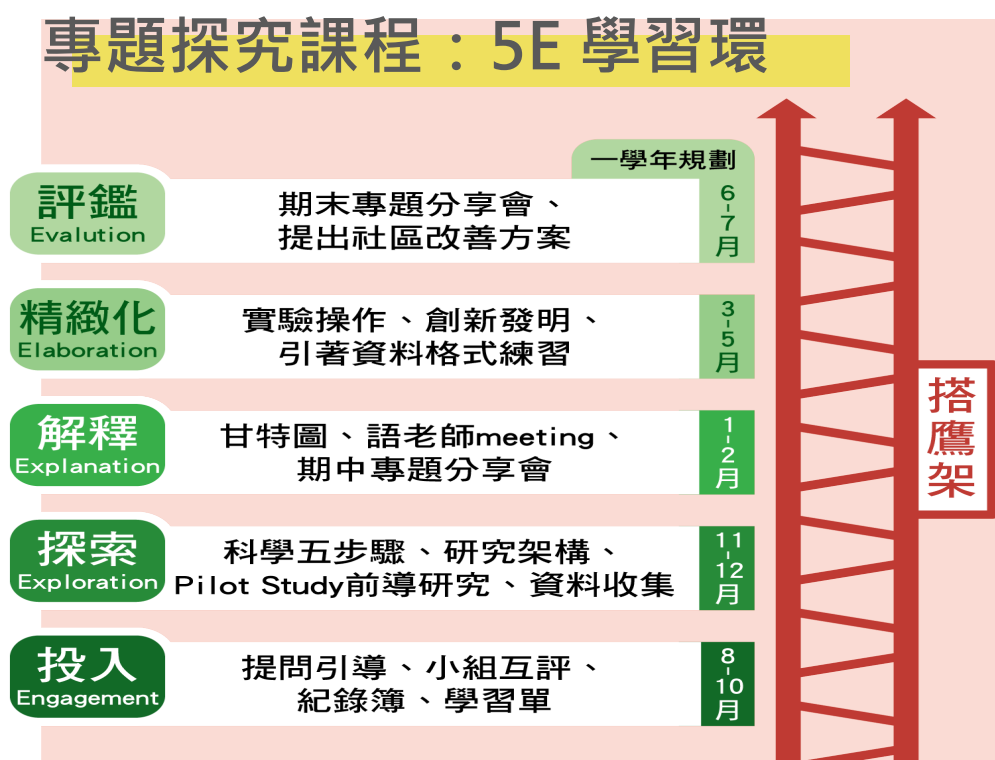 專題探究課程：5E 學習環
一學年規劃
評鑑
Evalution
期末專題分享會、
提出社區改善方案
6-7月
精緻化
Elaboration
實驗操作、創新發明、
引著資料格式練習
3-5月
解釋
Explanation
甘特圖、語老師meeting、
期中專題分享會
1-2月
探索
Exploration
科學五步驟、研究架構、
Pilot Study前導研究、資料收集
11-12月
投入
Engagement
提問引導、小組互評、
紀錄簿、學習單
8-10月
搭鷹架